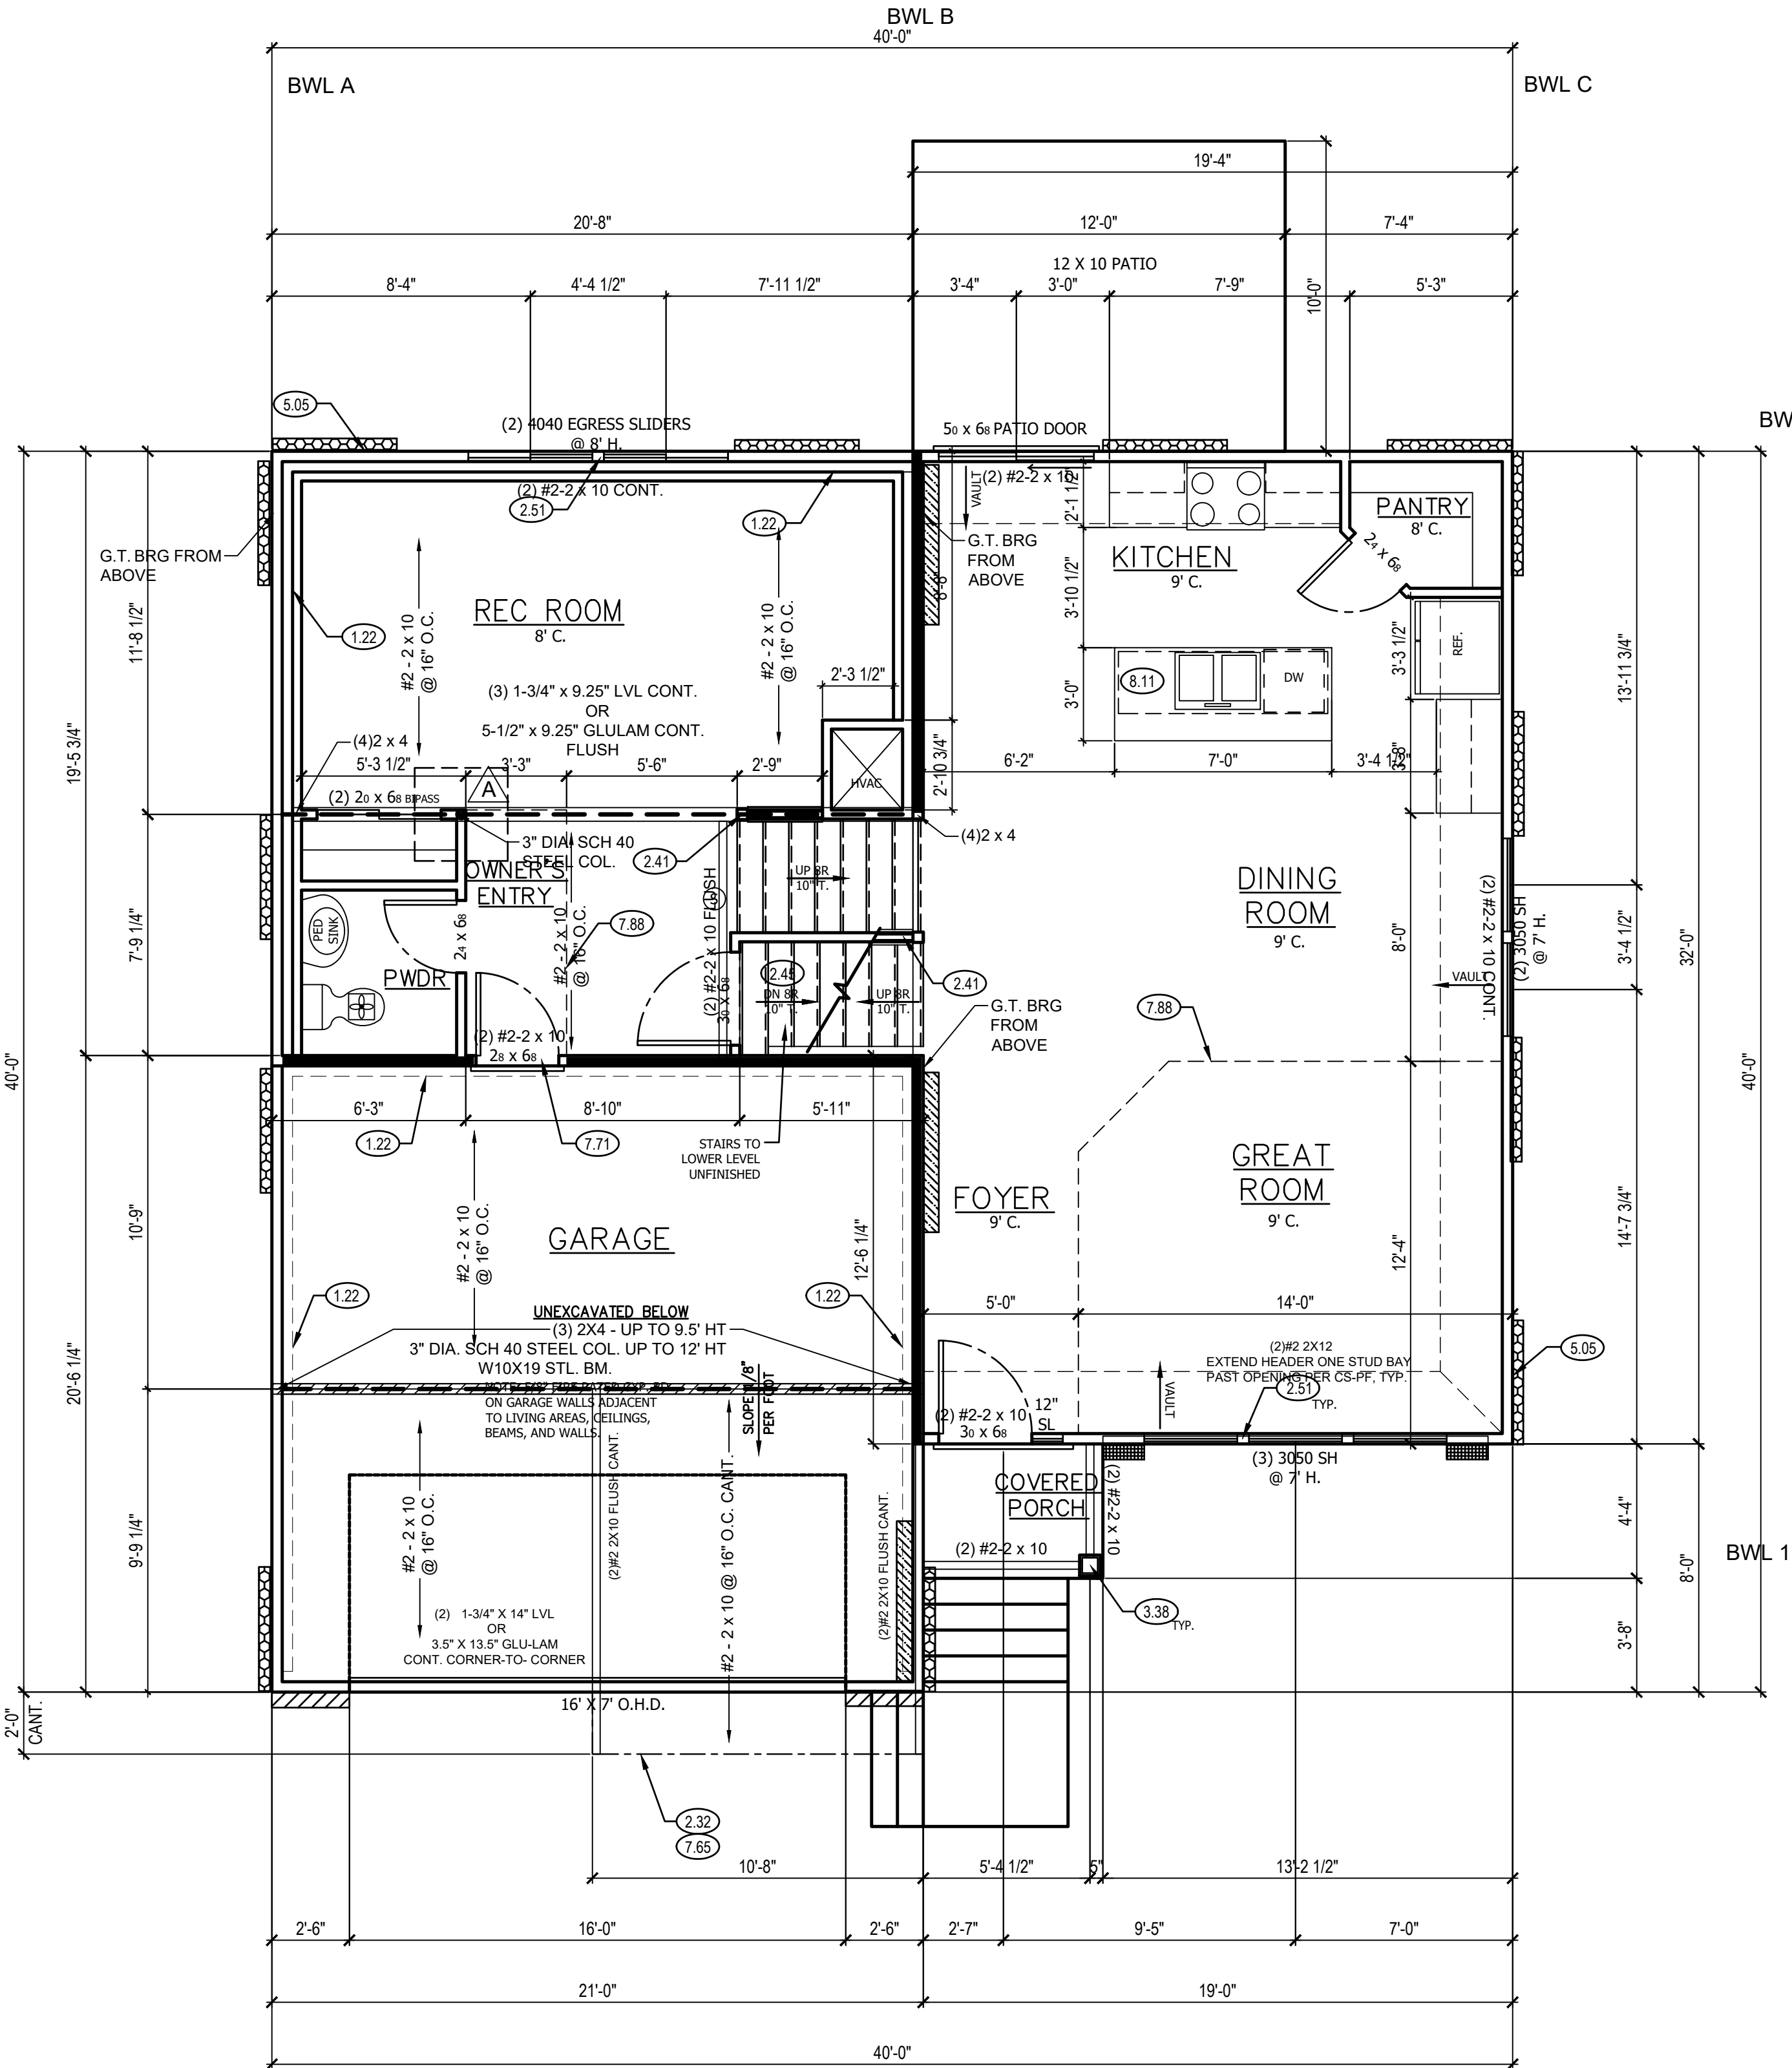 BWL B
40'-0"
BWL A
BWL C
19'-4"
20'-8"
12'-0"
7'-4"
12 X 10 PATIO
8'-4"
4'-4 1/2"
7'-11 1/2"
3'-4"
3'-0"
7'-9"
5'-3"
10'-0"
5.05
(2) 4040 EGRESS SLIDERS
@ 8' H.
50 x 68 PATIO DOOR
BW
(2) #2-2 x 10 CONT.
2.51
1.22
VAULT
(2) #2-2 x 10
2'-1 1/2"
PANTRY
8' C.
24 x 68
G.T. BRG FROM
ABOVE
G.T. BRG
FROM
ABOVE
KITCHEN
9' C.
3'-10 1/2"
8'-6"
REC ROOM
8' C.
1.22
#2 - 2 x 10
@ 16" O.C.
#2 - 2 x 10
@ 16" O.C.
11'-8 1/2"
19'-5 3/4"
3'-3 1/2"
REF.
13'-11 3/4"
(3) 1-3/4" x 9.25" LVL CONT.
OR
5-1/2" x 9.25" GLULAM CONT.
FLUSH
2'-3 1/2"
8.11
DW
3'-0"
(4)2 x 4
5'-3 1/2"
3'-3"
5'-6"
2'-9"
HVAC
2'-10 3/4"
6'-2"
7'-0"
3'-4 1/2"
3'-8"
A
(2) 20 x 68 BIPASS
(4)2 x 4
3" DIA. SCH 40
STEEL COL.
2.41
OWNER'S
ENTRY
UP 8R
10" T.
DINING
ROOM
9' C.
(2) #2-2 x 10 CONT.
(2) 3050 SH
@ 7' H.
PED
SINK
24 x 68
#2 - 2 x 10
@ 16" O.C.
7.88
(2) #2-2 x 10 FLUSH
30 x 68
7'-9 1/4"
8'-0"
3'-4 1/2"
32'-0"
PWDR
2.45
DN 8R
10" T.
UP 8R
10" T.
2.41
VAULT
7.88
G.T. BRG
FROM
ABOVE
(2) #2-2 x 10
28 x 68
40'-0"
40'-0"
6'-3"
8'-10"
5'-11"
1.22
7.71
STAIRS TO
LOWER LEVEL
UNFINISHED
GREAT
ROOM
9' C.
FOYER
9' C.
14'-7 3/4"
10'-9"
#2 - 2 x 10
@ 16" O.C.
GARAGE
12'-6 1/4"
12'-4"
1.22
1.22
UNEXCAVATED BELOW
(3) 2X4 - UP TO 9.5' HT
3" DIA. SCH 40 STEEL COL. UP TO 12' HT
W10X19 STL. BM.
5'-0"
14'-0"
(2)#2 2X12
EXTEND HEADER ONE STUD BAY
PAST OPENING PER CS-PF, TYP.
5.05
2.51
TYP.
20'-6 1/4"
ON GARAGE WALLS ADJACENT
TO LIVING AREAS, CEILINGS,
BEAMS, AND WALLS.
SLOPE 1/8"
PER FOOT
VAULT
(2) #2-2 x 10
30 x 68
12"
SL
(3) 3050 SH
@ 7' H.
COVERED
PORCH
(2) #2-2 x 10
#2 - 2 x 10
@ 16" O.C.
(2)#2 2X10 FLUSH CANT.
#2 - 2 x 10 @ 16" O.C. CANT.
(2)#2 2X10 FLUSH CANT.
9'-9 1/4"
(2) #2-2 x 10
4'-4"
8'-0"
BWL 1
(2) 1-3/4" X 14" LVL
OR
3.5" X 13.5" GLU-LAM
CONT. CORNER-TO- CORNER
3.38
TYP.
3'-8"
16' X 7' O.H.D.
2'-0"
CANT.
2.32
7.65
10'-8"
5'-4 1/2"
5"
13'-2 1/2"
2'-6"
16'-0"
2'-6"
2'-7"
9'-5"
7'-0"
21'-0"
19'-0"
40'-0"